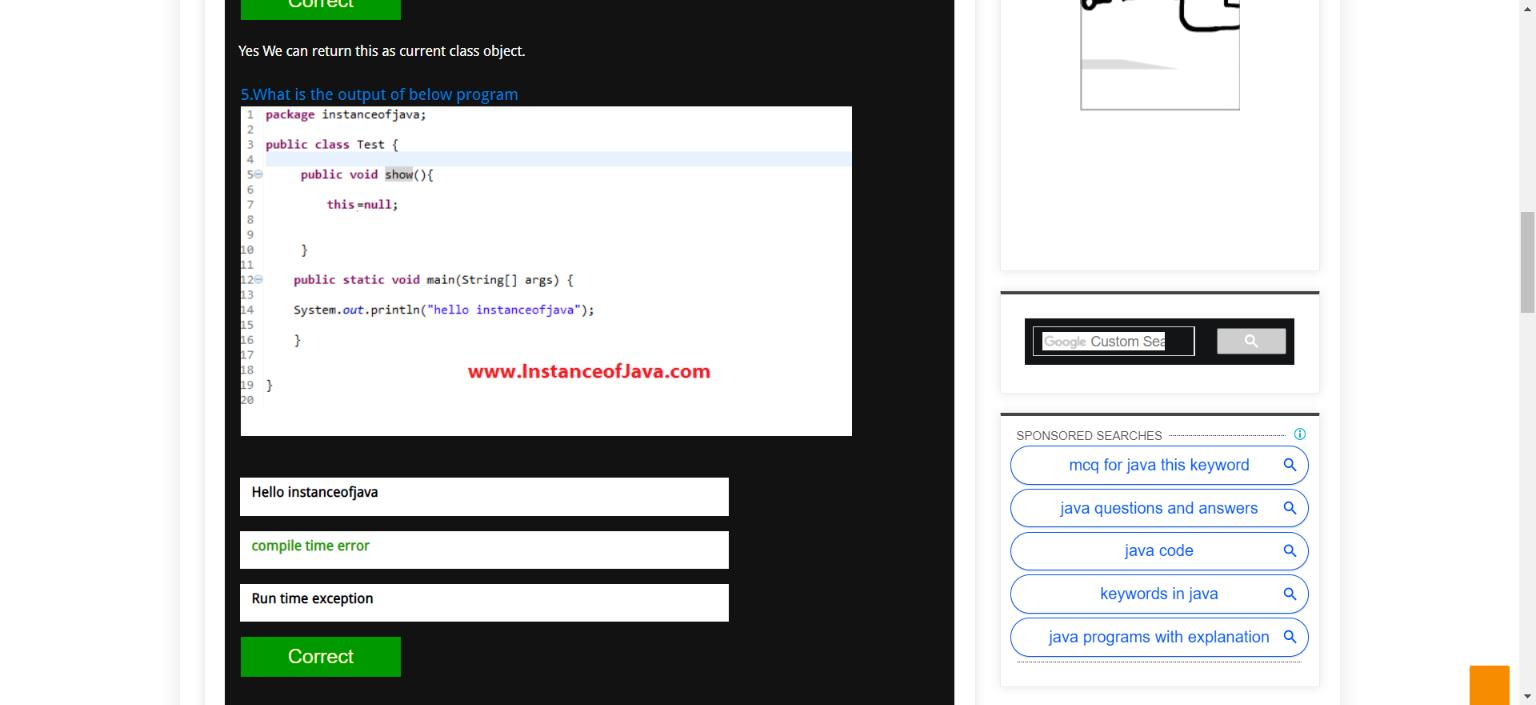 Correct
Yes We can return this as current class object.
5.What is the output of below program
1 package instanceofjava;
2
3 public class Test {
4
5 public void show(){
6
7 this=null;
8
9
10 }
11
12 public static void main(String[] args) {
13
14 System.out.println("hello instanceofjava");
15
16 }
17
18
19 }
20
www.InstanceofJava.com
Hello instanceofjava
compile time error
Run time exception
Correct
Google Custom Sea
SPONSORED SEARCHES
mcq for java this keyword
java questions and answers
java code
keywords in java
java programs with explanation